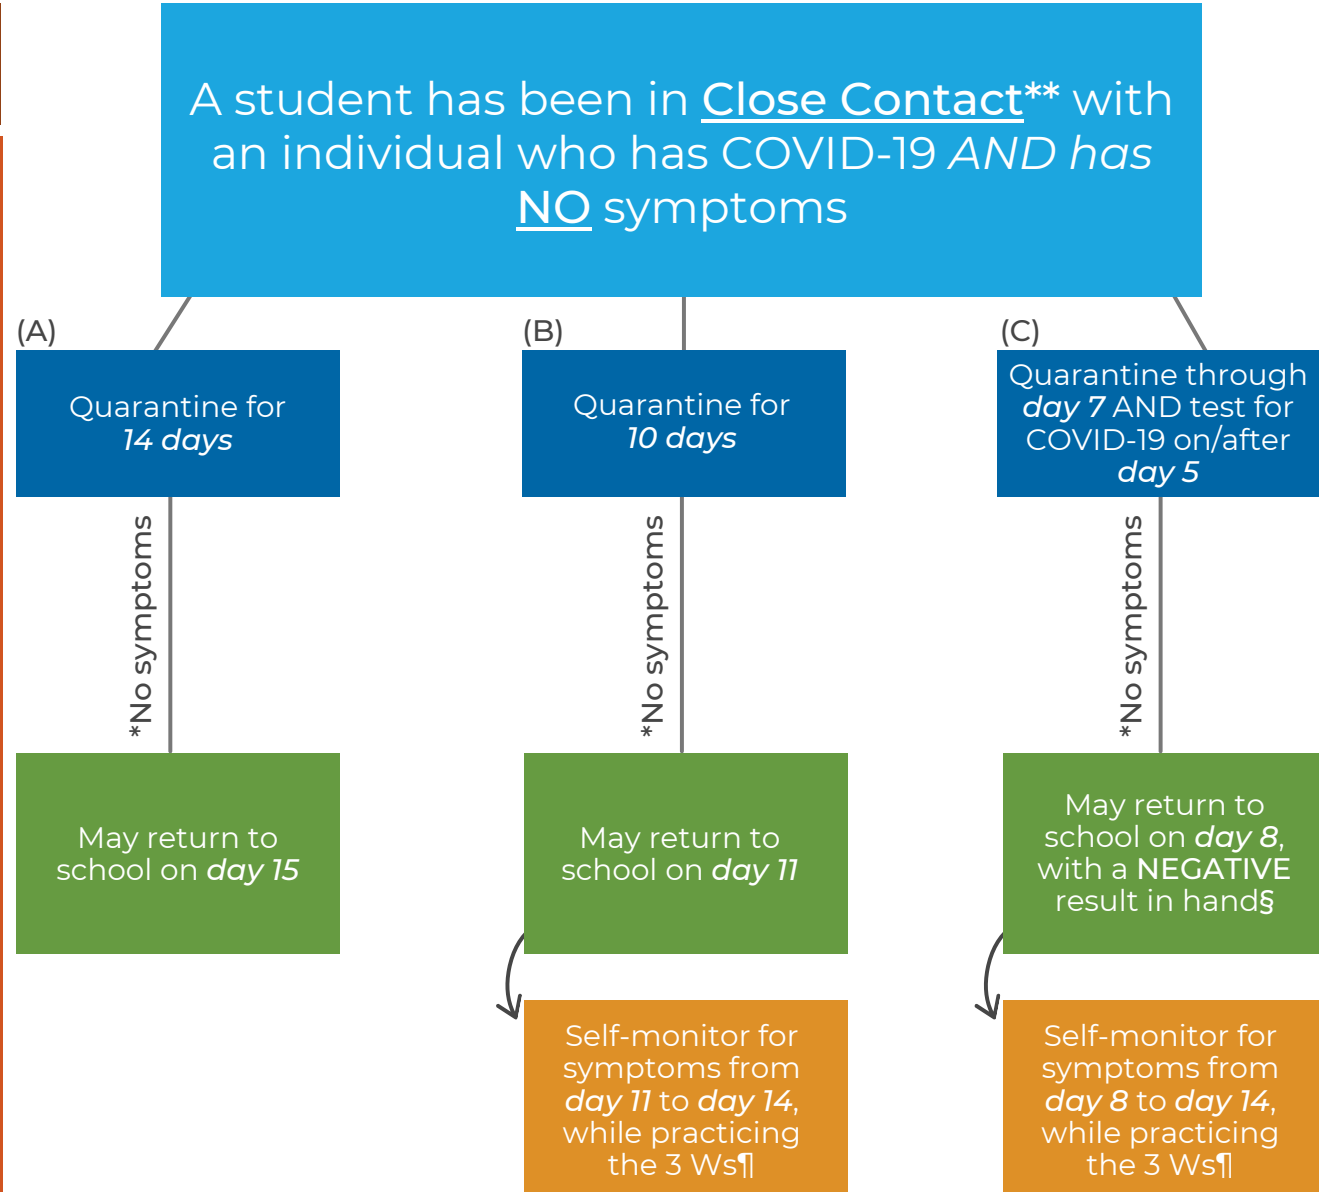 A student has been in Close Contact** with
an individual who has COVID-19 AND has
NO symptoms
(A)
Quarantine for
14 days
*No symptoms
May return to
school on day 15
(B)
Quarantine for
10 days
*No symptoms
May return to
school on day 11
Self-monitor for
symptoms from
day 11 to day 14,
while practicing
the 3 Ws¶
(C)
Quarantine through
day 7 AND test for
COVID-19 on/after
day 5
*No symptoms
May return to
school on day 8,
with a NEGATIVE
result in hand§
Self-monitor for
symptoms from
day 8 to day 14,
while practicing
the 3 Ws¶